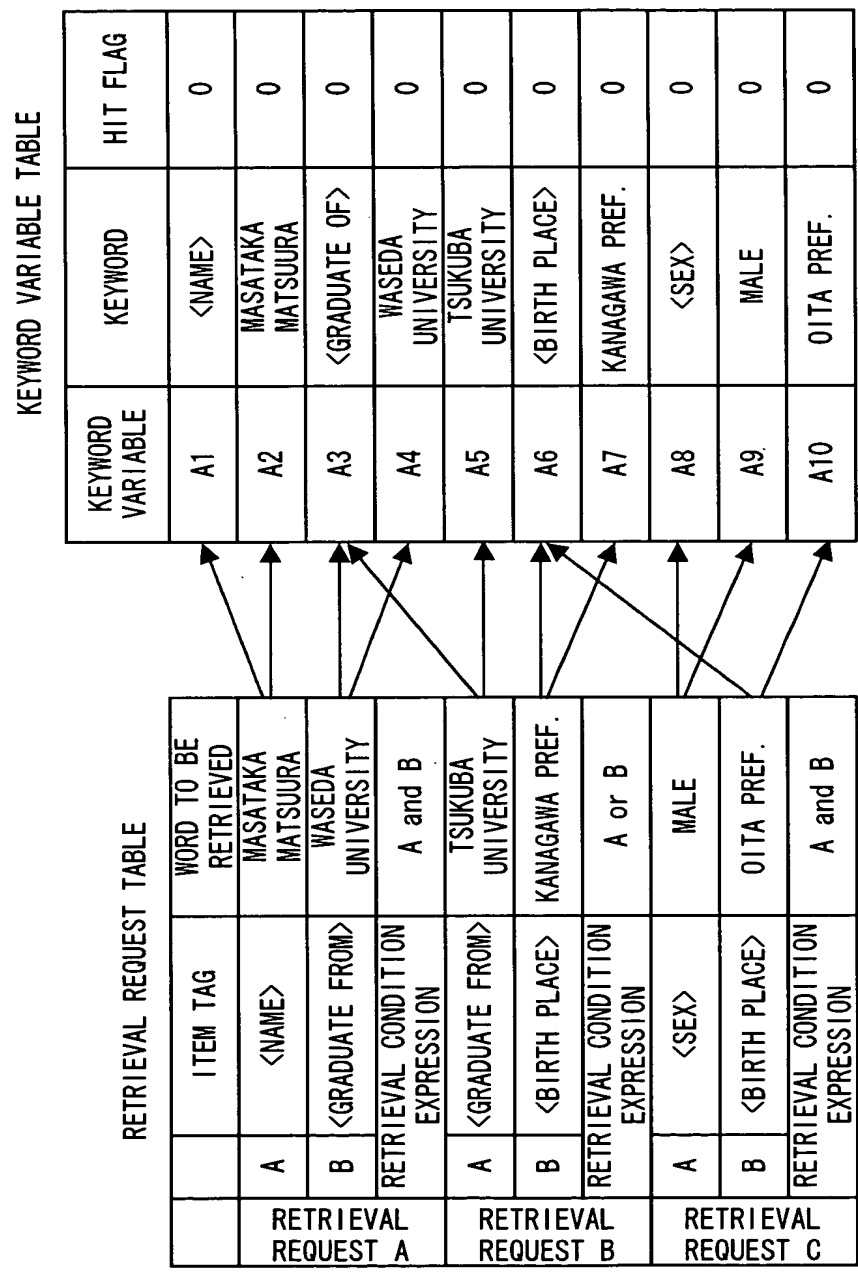 RETRIEVAL REQUEST TABLE
ITEM TAG
WORD TO BE
RETRIEVED
RETRIEVAL
REQUEST A
A
<NAME>
MASATAKA
MATSUURA
B
<GRADUATE FROM>
WASEDA
UNIVERSITY
RETRIEVAL CONDITION
EXPRESSION
A and B
RETRIEVAL
REQUEST B
A
<GRADUATE FROM>
TSUKUBA
UNIVERSITY
B
<BIRTH PLACE>
KANAGAWA PREF.
RETRIEVAL CONDITION
EXPRESSION
A or B
RETRIEVAL
REQUEST C
A
<SEX>
MALE
B
<BIRTH PLACE>
OITA PREF.
RETRIEVAL CONDITION
EXPRESSION
A and B
KEYWORD VARIABLE TABLE
KEYWORD
VARIABLE
KEYWORD
HIT FLAG
A1
<NAME>
0
A2
MASATAKA
MATSUURA
0
A3
<GRADUATE OF>
0
A4
WASEDA
UNIVERSITY
0
A5
TSUKUBA
UNIVERSITY
0
A6
<BIRTH PLACE>
0
A7
KANAGAWA PREF.
0
A8
<SEX>
0
A9
MALE
0
A10
OITA PREF.
0